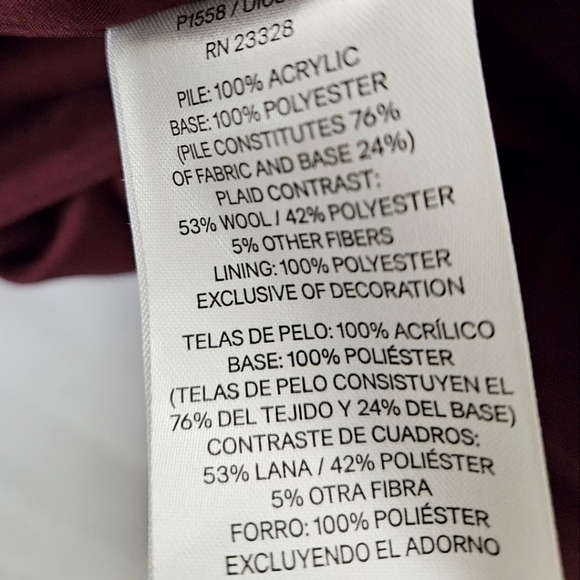 P1558 /
RN 23328
PILE: 100% ACRYLIC
BASE: 100% POLYESTER
(PILE CONSTITUTES 76%
OF FABRIC AND BASE 24%)
PLAID CONTRAST:
53% WOOL / 42% POLYESTER
5% OTHER FIBERS
LINING: 100% POLYESTER
EXCLUSIVE OF DECORATION
TELAS DE PELO: 100% ACRÍLICO
BASE: 100% POLIÉSTER
(TELAS DE PELO CONSISTUYEN EL
76% DEL TEJIDO Y 24% DEL BASE)
CONTRASTE DE CUADROS:
53% LANA / 42% POLIÉSTER
5% OTRA FIBRA
FORRO: 100% POLIÉSTER
EXCLUYENDO EL ADORNO